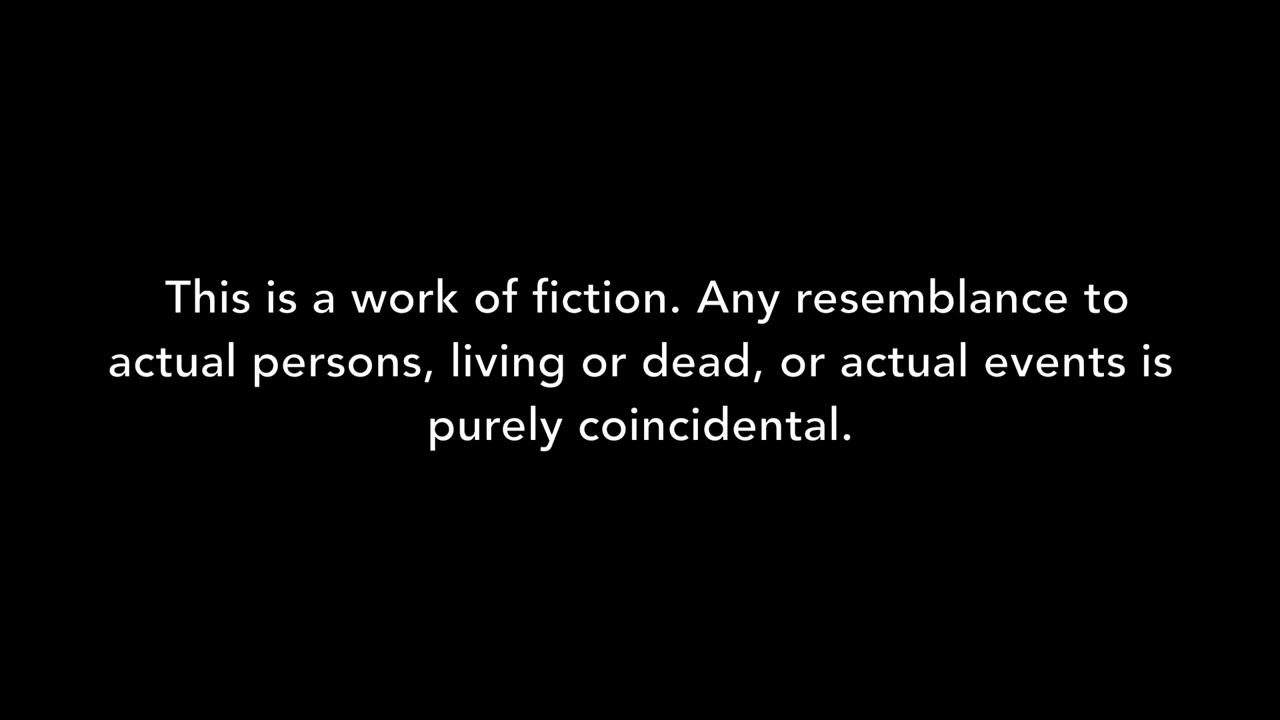 This is a work of fiction. Any resemblance to
actual persons, living or dead, or actual events is
purely coincidental.